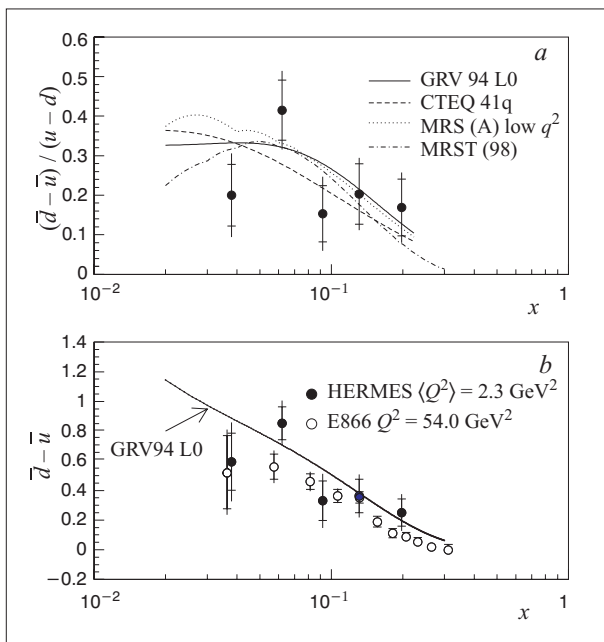 a
0.6
0.5
0.4
0.3
0.2
0.1
0
(d̅ – u̅) / (u – d)
GRV 94 L0
CTEQ 41q
MRS (A) low q²
MRST (98)
10⁻²
10⁻¹
1
x
b
1.4
1.2
1
0.8
0.6
0.4
0.2
0
–0.2
d̅ – u̅
HERMES ⟨Q²⟩ = 2.3 GeV²
E866 Q² = 54.0 GeV²
GRV94 L0
10⁻²
10⁻¹
1
x